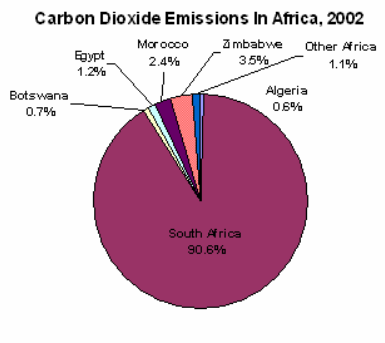 Carbon Dioxide Emissions In Africa, 2002
Morocco
2.4%
Zimbabwe
3.5%
Other Africa
1.1%
Egypt
1.2%
Algeria
0.6%
Botswana
0.7%
South Africa
90.6%